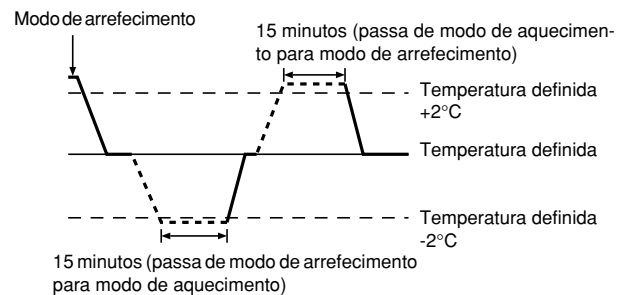 Modo de arrefecimento
15 minutos (passa de modo de aquecimen-
to para modo de arrefecimento)
Temperatura definida
+2°C
Temperatura definida
Temperatura definida
-2°C
15 minutos (passa de modo de arrefecimento
para modo de aquecimento)